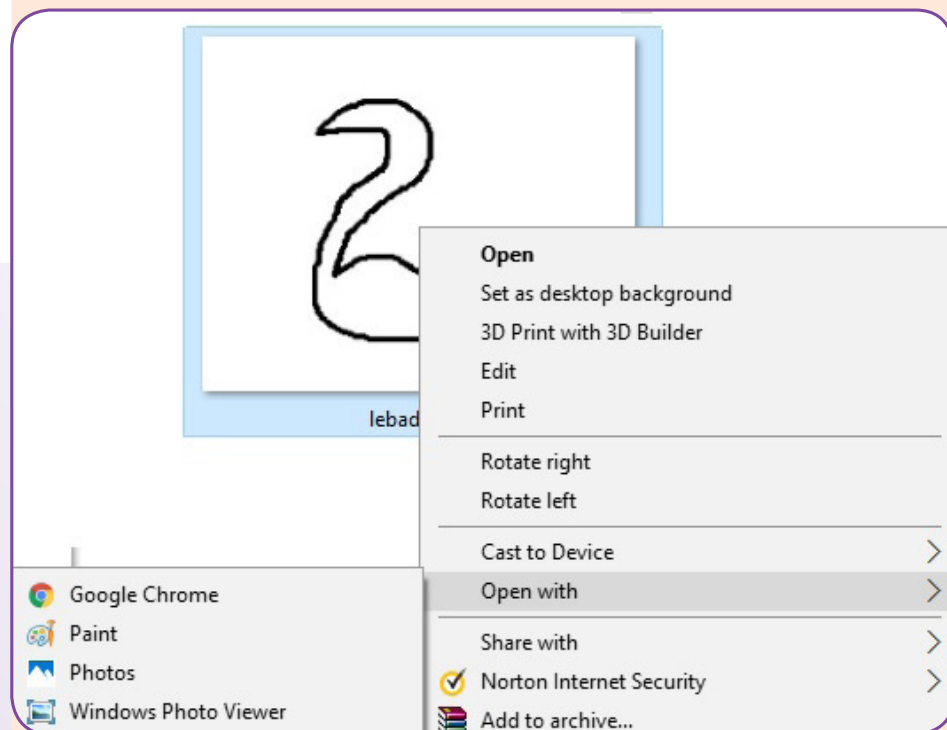 lebad
Open
Set as desktop background
3D Print with 3D Builder
Edit
Print
Rotate right
Rotate left
Cast to Device
Open with
Share with
Norton Internet Security
Add to archive...
Google Chrome
Paint
Photos
Windows Photo Viewer